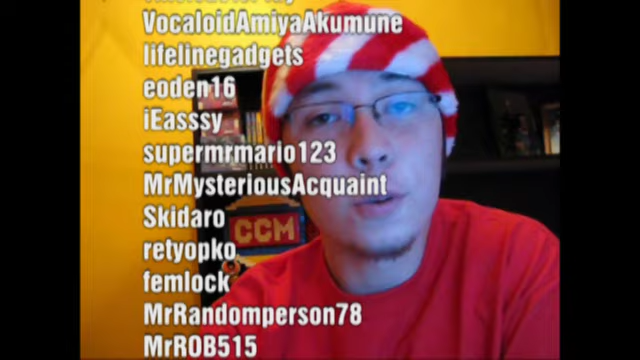 VocaloidAmiyaAkumune
lifelinegadgets
eoden16
iEasssy
supermrmario123
MrMysteriousAcquaint
Skidaro
retyopko
femlock
MrRandomperson78
MrROB515
CCM